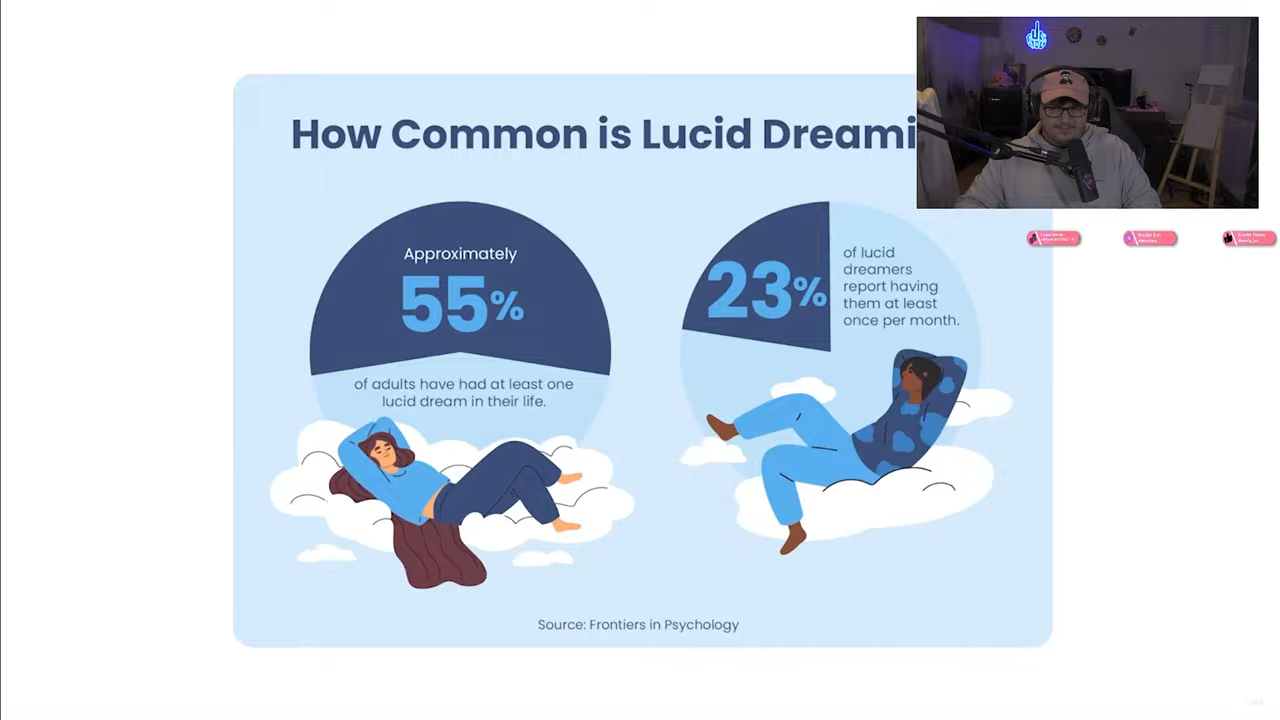 How Common is Lucid Dreami
Approximately
55%
of adults have had at least one
lucid dream in their life.
23%
of lucid
dreamers
report having
them at least
once per month.
Source: Frontiers in Psychology